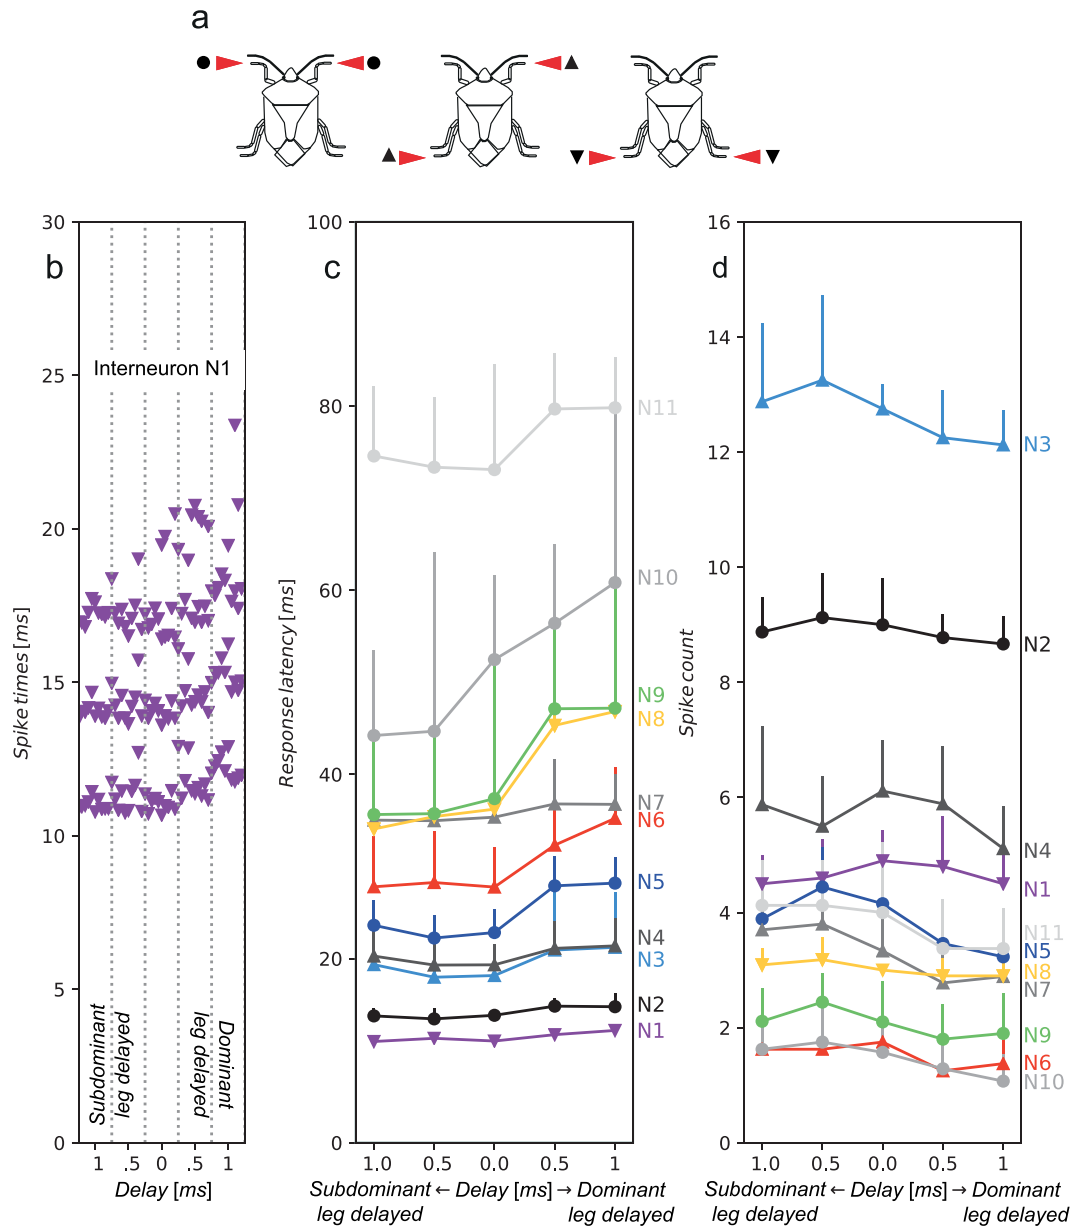 a
b
Spike times [ms]
30
25
20
15
10
5
0
Interneuron N1
Subdominant
leg delayed
leg delayed
Dominant
1 .5 0 .5 1
Delay [ms]
c
Response latency [ms]
100
80
60
40
20
0
N11
N10
N9
N8
N7
N6
N5
N4
N3
N2
N1
1.0 0.5 0.0 0.5 1
Subdominant ← Delay [ms] → Dominant
leg delayed leg delayed
d
Spike count
16
14
12
10
8
6
4
2
0
N3
N2
N4
N1
N11
N5
N8
N7
N9
N6
N10
1.0 0.5 0.0 0.5 1
Subdominant ← Delay [ms] → Dominant
leg delayed leg delayed